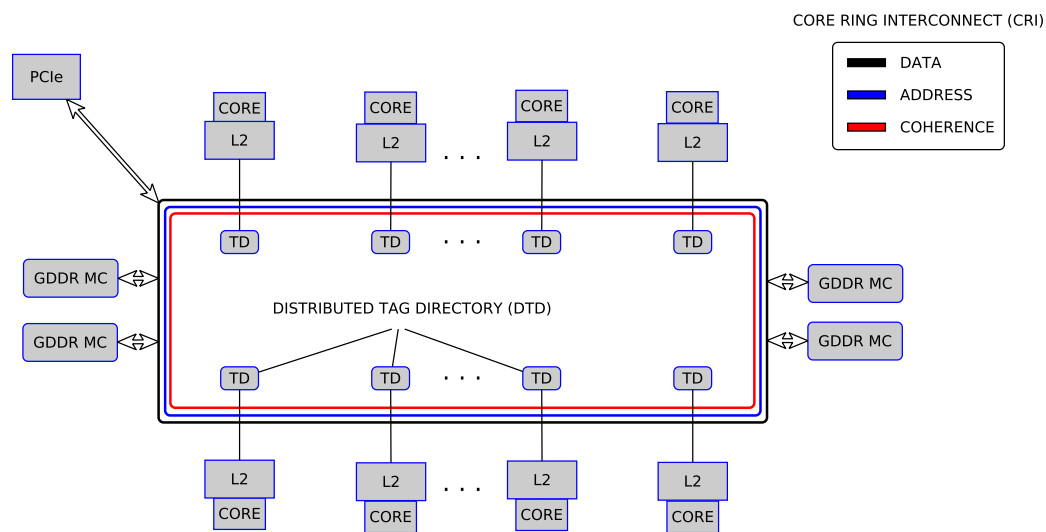 CORE RING INTERCONNECT (CRI)
DATA
ADDRESS
COHERENCE
PCIe
CORE CORE CORE CORE
L2 L2 . . . L2 L2
TD TD . . . TD TD
GDDR MC GDDR MC
DISTRIBUTED TAG DIRECTORY (DTD)
GDDR MC GDDR MC
TD TD . . . TD TD
L2 L2 . . . L2 L2
CORE CORE CORE CORE